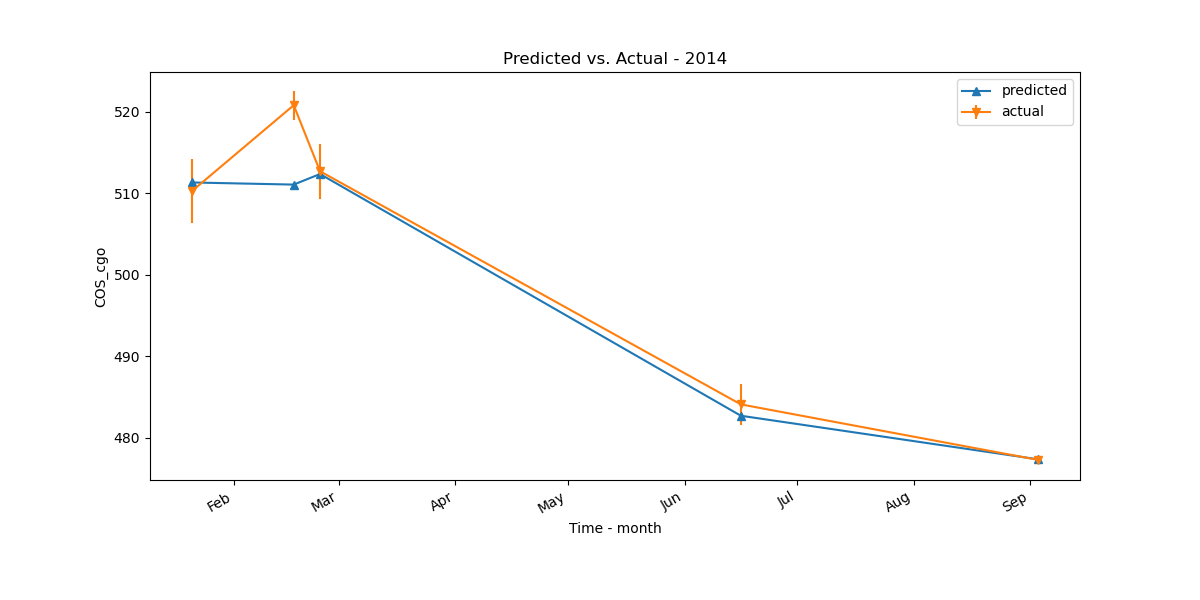 Predicted vs. Actual - 2014
predicted
actual
520
510
500
490
480
COS_cgo
Feb
Mar
Apr
May
Jun
Jul
Aug
Sep
Time - month